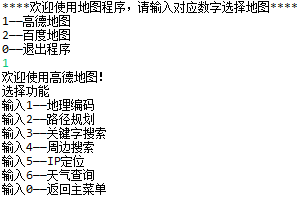 ****欢迎使用地图程序，请输入对应数字选择地图****
1——高德地图
2——百度地图
0——退出程序
1
欢迎使用高德地图!
选择功能
输入1——地理编码
输入2——路径规划
输入3——关键字搜索
输入4——周边搜索
输入5——IP定位
输入6——天气查询
输入0——返回主菜单